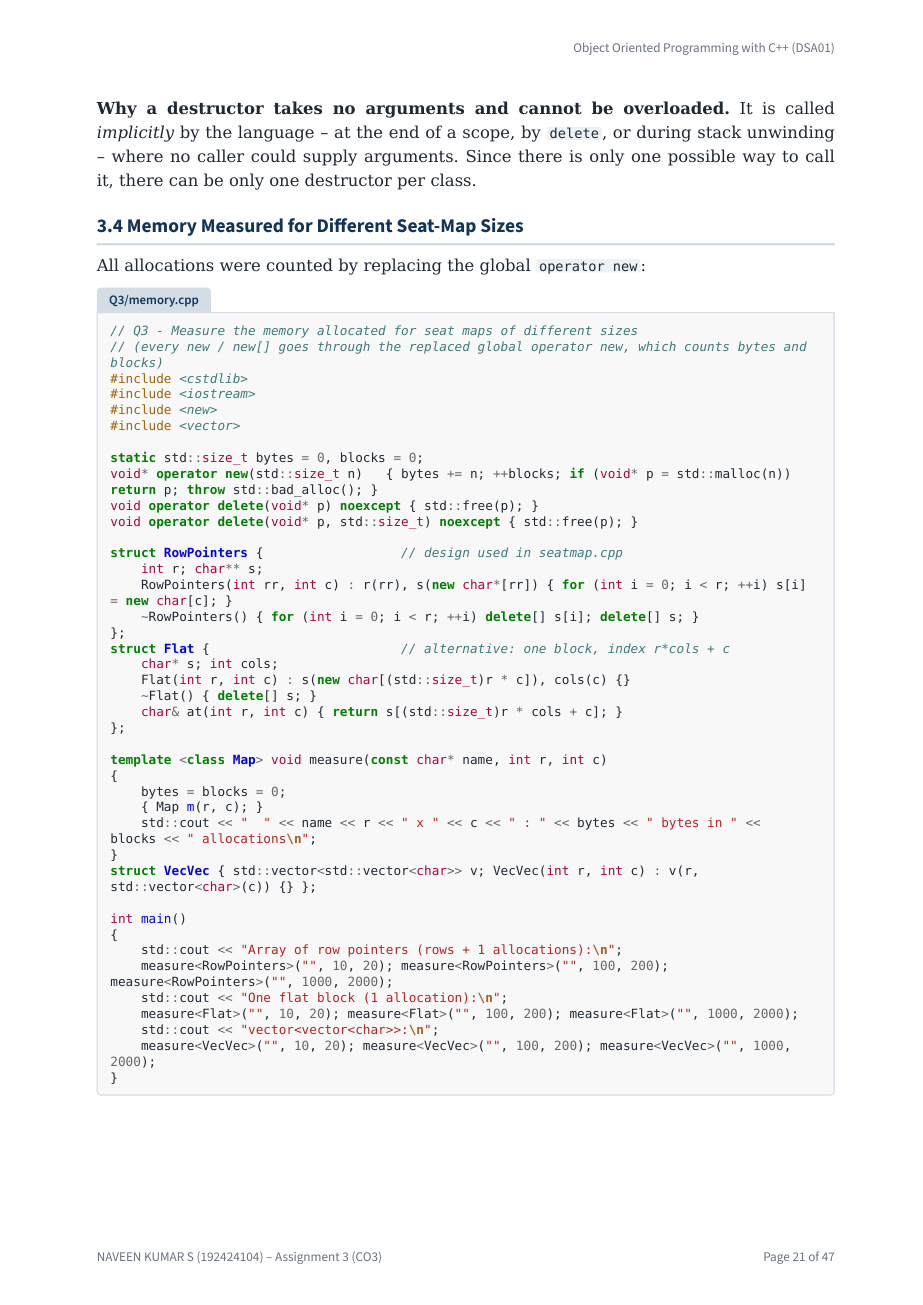 Object Oriented Programming with C++ (DSA01)
Why a destructor takes no arguments and cannot be overloaded. It is called
implicitly by the language – at the end of a scope, by delete, or during stack unwinding
– where no caller could supply arguments. Since there is only one possible way to call
it, there can be only one destructor per class.
3.4 Memory Measured for Different Seat-Map Sizes
All allocations were counted by replacing the global operator new:
Q3/memory.cpp
// Q3 - Measure the memory allocated for seat maps of different sizes
// (every new / new[] goes through the replaced global operator new, which counts bytes and
blocks)
#include <cstdlib>
#include <iostream>
#include <new>
#include <vector>
static std::size_t bytes = 0, blocks = 0;
void* operator new(std::size_t n)   { bytes += n; ++blocks; if (void* p = std::malloc(n))
return p; throw std::bad_alloc(); }
void operator delete(void* p) noexcept { std::free(p); }
void operator delete(void* p, std::size_t) noexcept { std::free(p); }
struct RowPointers {                  // design used in seatmap.cpp
    int r; char** s;
    RowPointers(int rr, int c) : r(rr), s(new char*[rr]) { for (int i = 0; i < r; ++i) s[i]
= new char[c]; }
    ~RowPointers() { for (int i = 0; i < r; ++i) delete[] s[i]; delete[] s; }
};
struct Flat {                         // alternative: one block, index r*cols + c
    char* s; int cols;
    Flat(int r, int c) : s(new char[(std::size_t)r * c]), cols(c) {}
    ~Flat() { delete[] s; }
    char& at(int r, int c) { return s[(std::size_t)r * cols + c]; }
};
template <class Map> void measure(const char* name, int r, int c)
{
    bytes = blocks = 0;
    { Map m(r, c); }
    std::cout << "  " << name << r << " x " << c << " : " << bytes << " bytes in " <<
blocks << " allocations\n";
}
struct VecVec { std::vector<std::vector<char>> v; VecVec(int r, int c) : v(r,
std::vector<char>(c)) {} };
int main()
{
    std::cout << "Array of row pointers (rows + 1 allocations):\n";
    measure<RowPointers>("", 10, 20); measure<RowPointers>("", 100, 200);
measure<RowPointers>("", 1000, 2000);
    std::cout << "One flat block (1 allocation):\n";
    measure<Flat>("", 10, 20); measure<Flat>("", 100, 200); measure<Flat>("", 1000, 2000);
    std::cout << "vector<vector<char>>:\n";
    measure<VecVec>("", 10, 20); measure<VecVec>("", 100, 200); measure<VecVec>("", 1000,
2000);
}
NAVEEN KUMAR S (192424104) – Assignment 3 (CO3)
Page 21 of 47